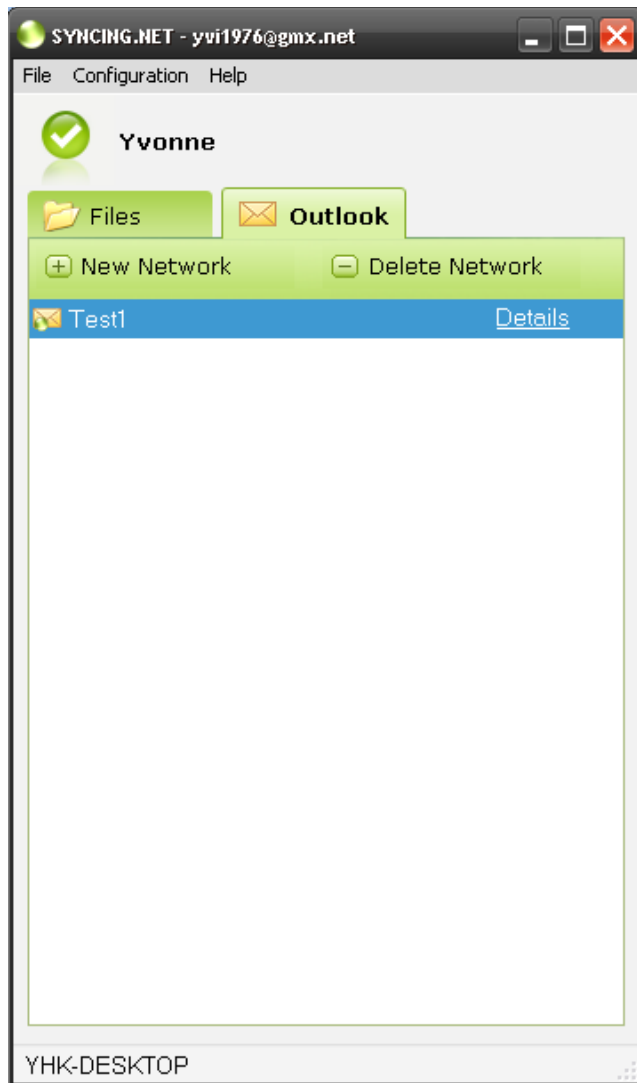 SYNCING.NET - yvi1976@gmx.net
File Configuration Help
Yvonne
Files Outlook
New Network Delete Network
Test1 Details
YHK-DESKTOP